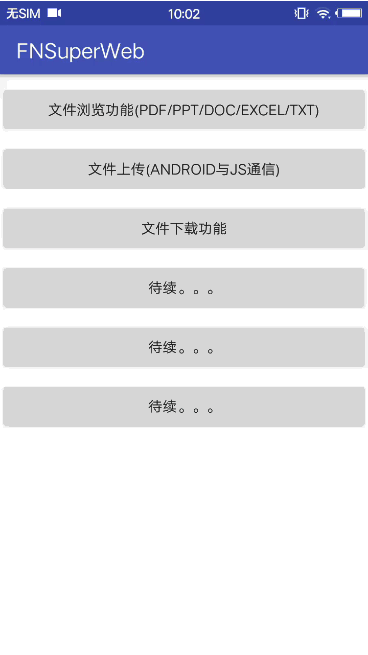 无SIM 10:02
FNSuperWeb
文件浏览功能(PDF/PPT/DOC/EXCEL/TXT)
文件上传(ANDROID与JS通信)
文件下载功能
待续。。。
待续。。。
待续。。。